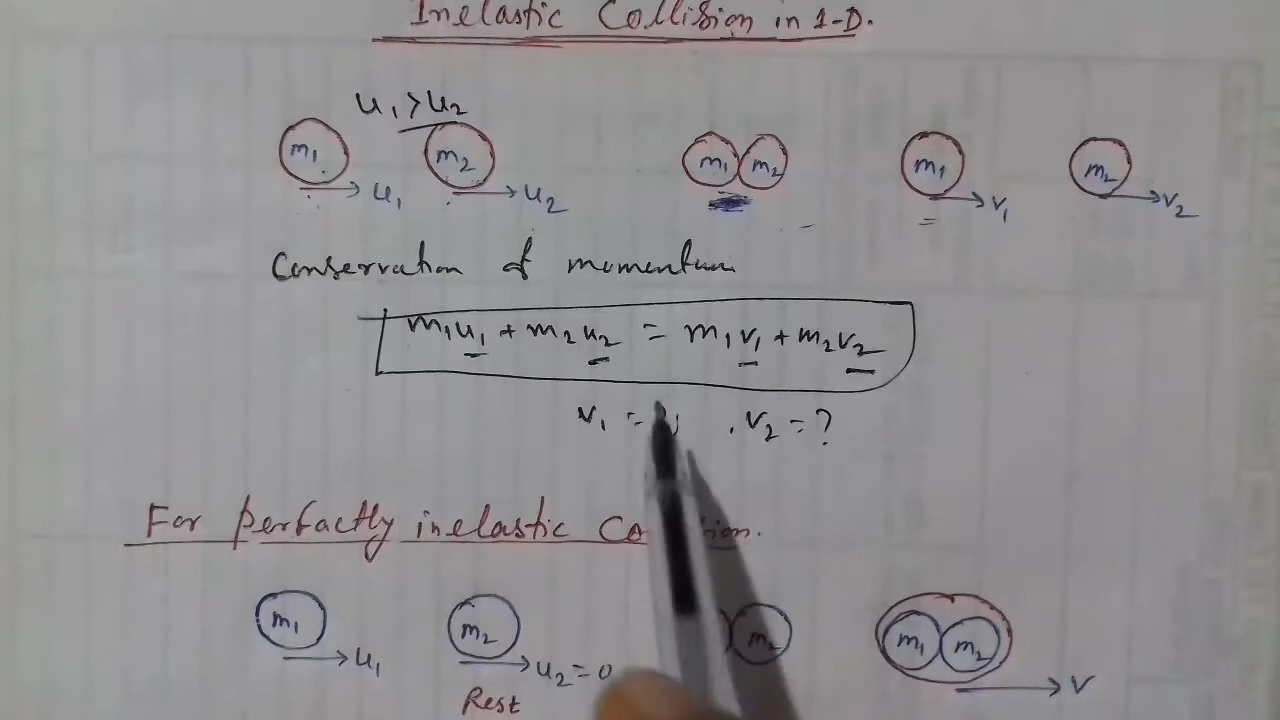 Inelastic Collision in 1-D.
u₁ > u₂
m₁ m₂ m₁ m₂ m₁ m₂
u₁ u₂ v₁ v₂
Conservation of momentum
m₁u₁ + m₂u₂ = m₁v₁ + m₂v₂
v₁ = , v₂ = ?
For perfactly inelastic
m₁ m₂ m₂ m₁ m₂
u₁ u₂ = 0 v
Rest